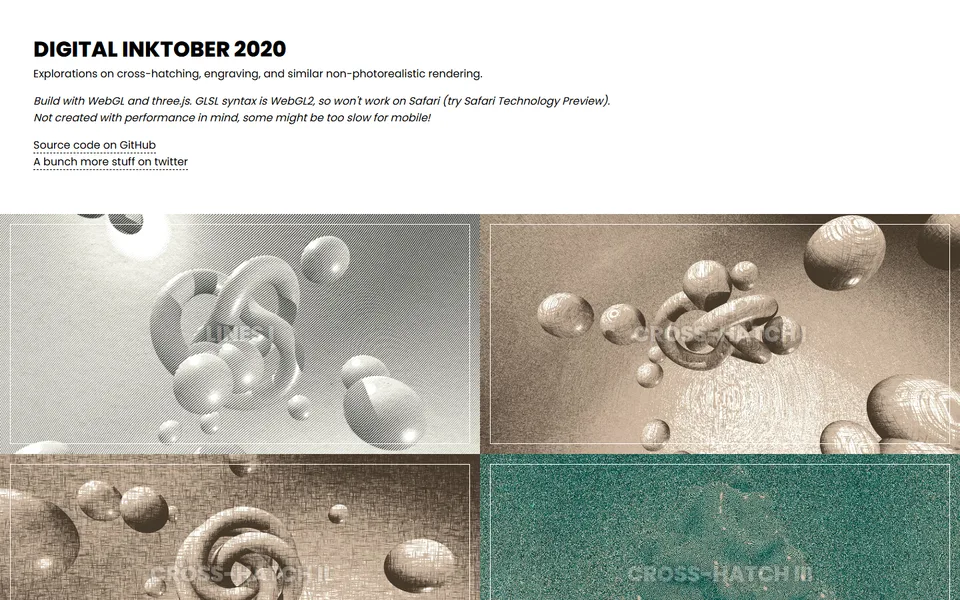 DIGITAL INKTOBER 2020
Explorations on cross-hatching, engraving, and similar non-photorealistic rendering.
Build with WebGL and three.js. GLSL syntax is WebGL2, so won't work on Safari (try Safari Technology Preview).
Not created with performance in mind, some might be too slow for mobile!
Source code on GitHub
A bunch more stuff on twitter
LINES I
CROSS-HATCH I
CROSS-HATCH II
CROSS-HATCH III